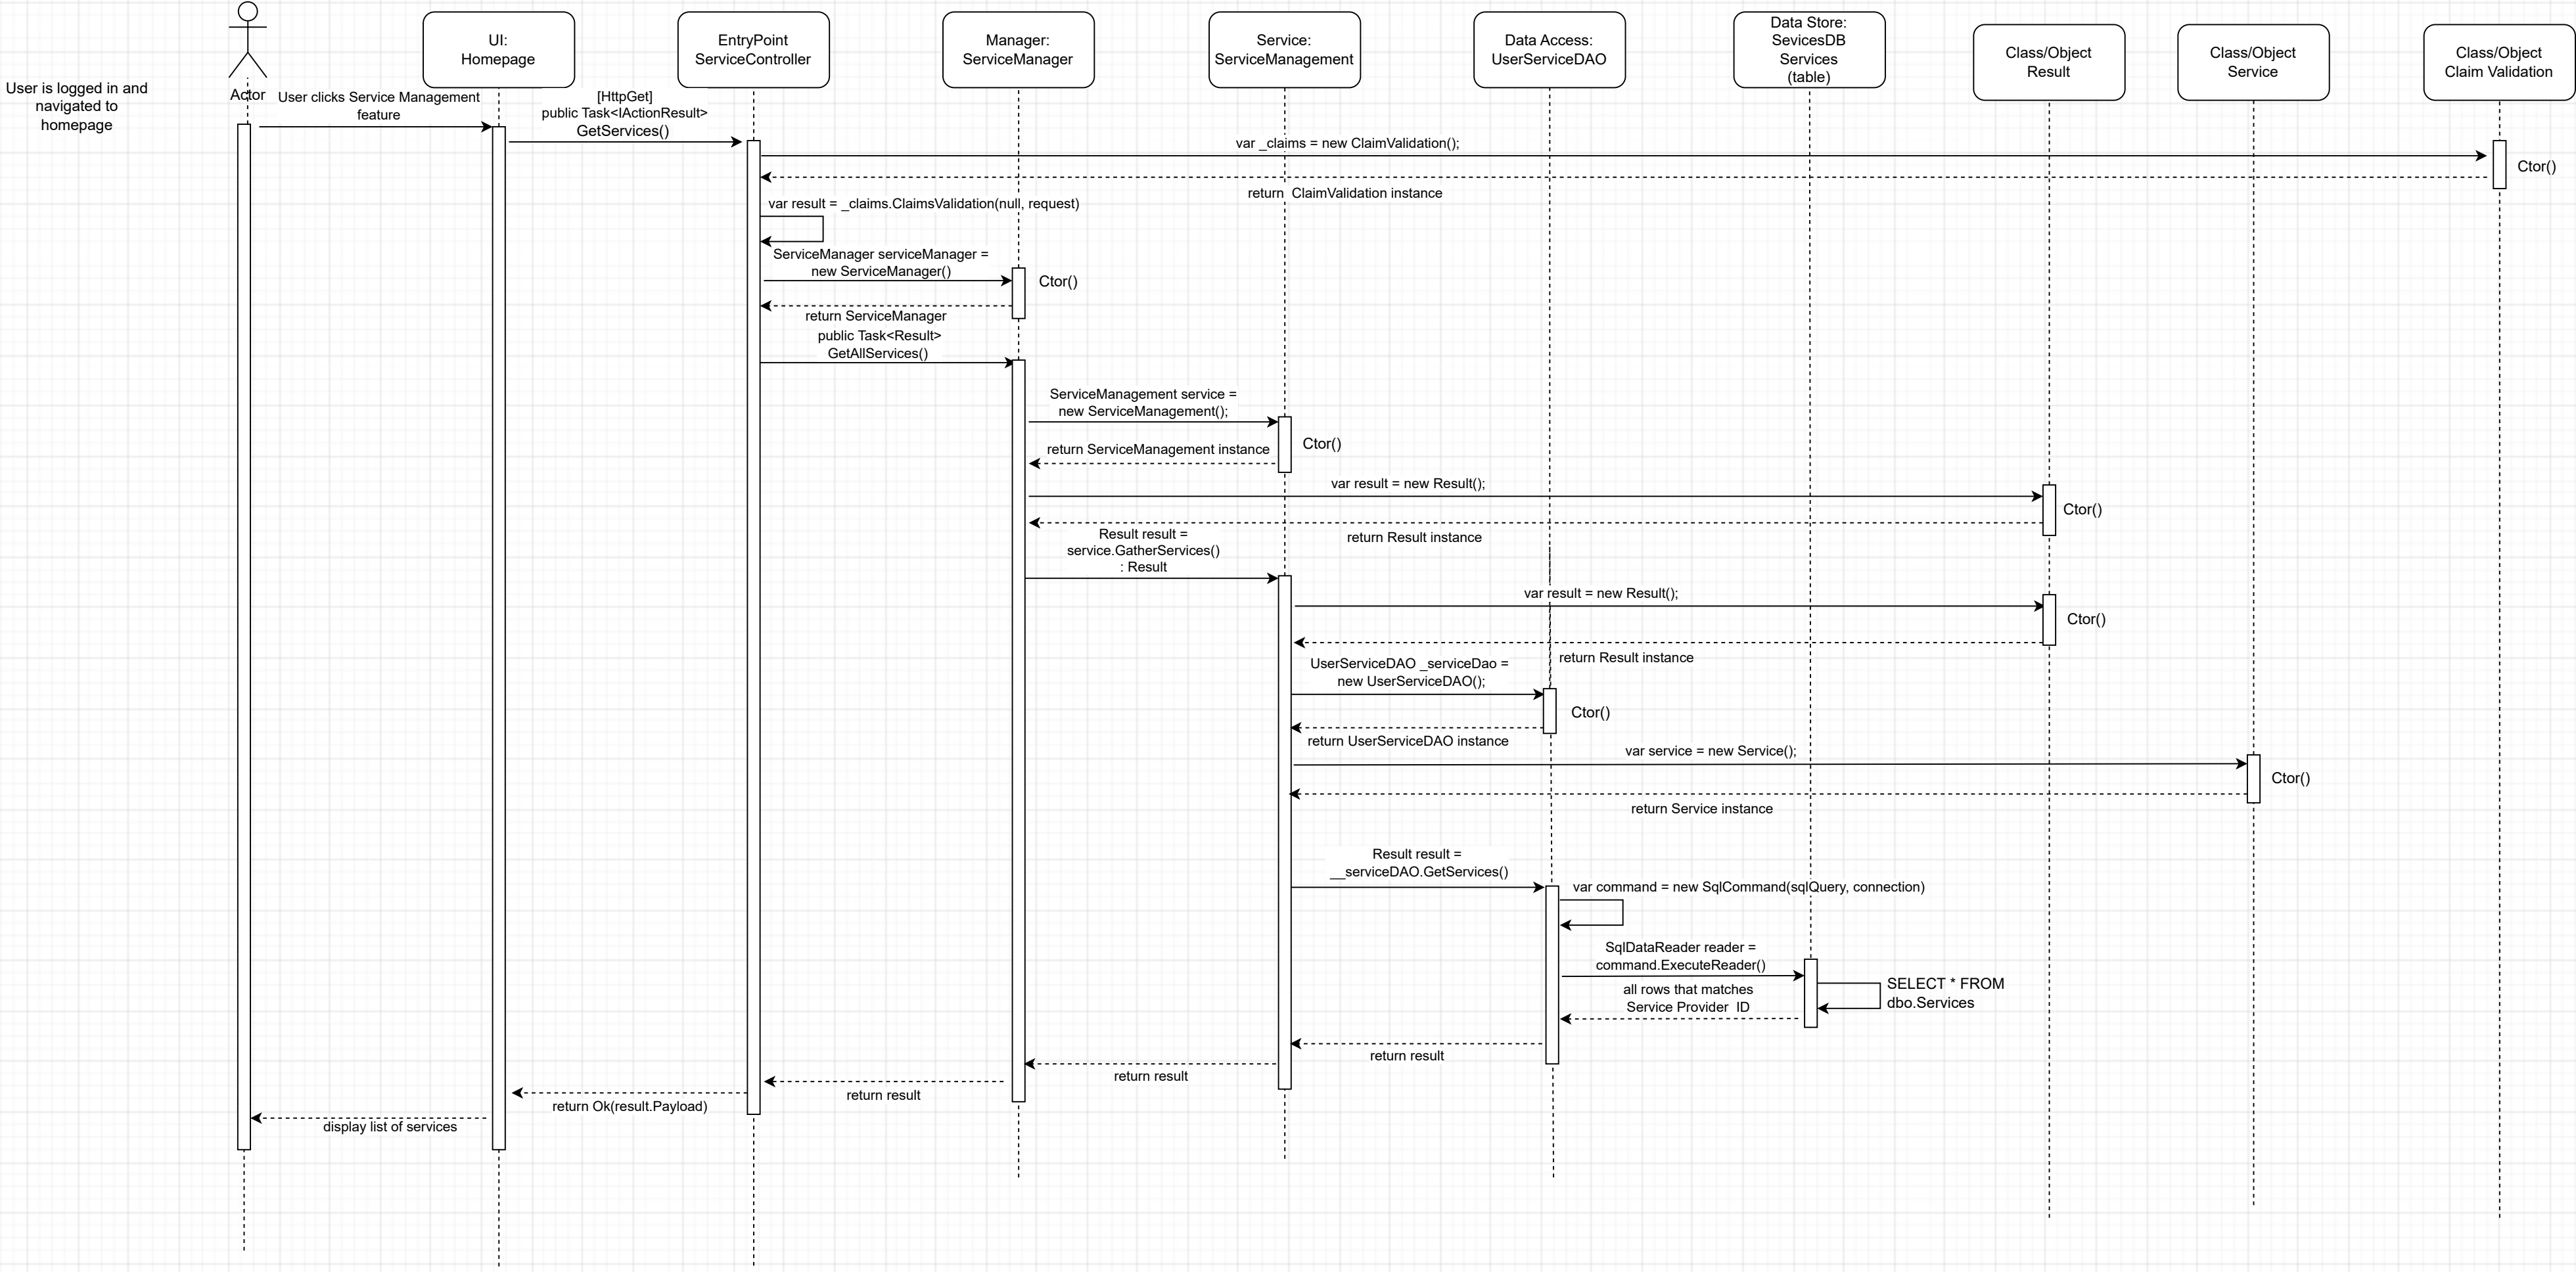 UI:
Homepage
EntryPoint
ServiceController
Manager:
ServiceManager
Service:
ServiceManagement
Data Access:
UserServiceDAO
Data Store:
SevicesDB
Services
(table)
Class/Object
Result
Class/Object
Service
Class/Object
Claim Validation
User is logged in and
navigated to
homepage
Actor
User clicks Service Management
feature
[HttpGet]
public Task<IActionResult>
GetServices()
var _claims = new ClaimValidation();
Ctor()
return  ClaimValidation instance
var result = _claims.ClaimsValidation(null, request)
ServiceManager serviceManager =
new ServiceManager()
Ctor()
return ServiceManager
public Task<Result>
GetAllServices()
ServiceManagement service =
new ServiceManagement();
Ctor()
return ServiceManagement instance
var result = new Result();
Ctor()
return Result instance
Result result =
service.GatherServices()
: Result
var result = new Result();
Ctor()
return Result instance
UserServiceDAO _serviceDao =
new UserServiceDAO();
Ctor()
return UserServiceDAO instance
var service = new Service();
Ctor()
return Service instance
Result result =
__serviceDAO.GetServices()
var command = new SqlCommand(sqlQuery, connection)
SqlDataReader reader =
command.ExecuteReader()
SELECT * FROM
dbo.Services
all rows that matches
Service Provider  ID
return result
return result
return result
return Ok(result.Payload)
display list of services